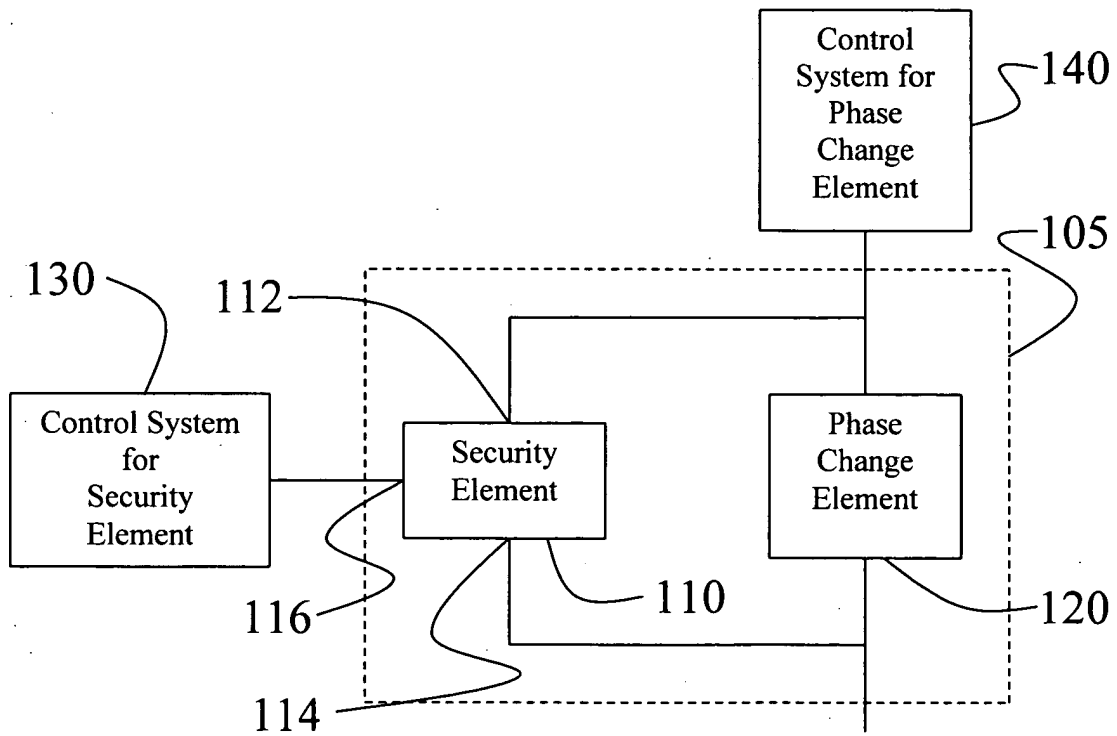 Control
System for
Phase
Change
Element
140
105
130
112
Control System
for
Security
Element
Security
Element
Phase
Change
Element
116
110
120
114